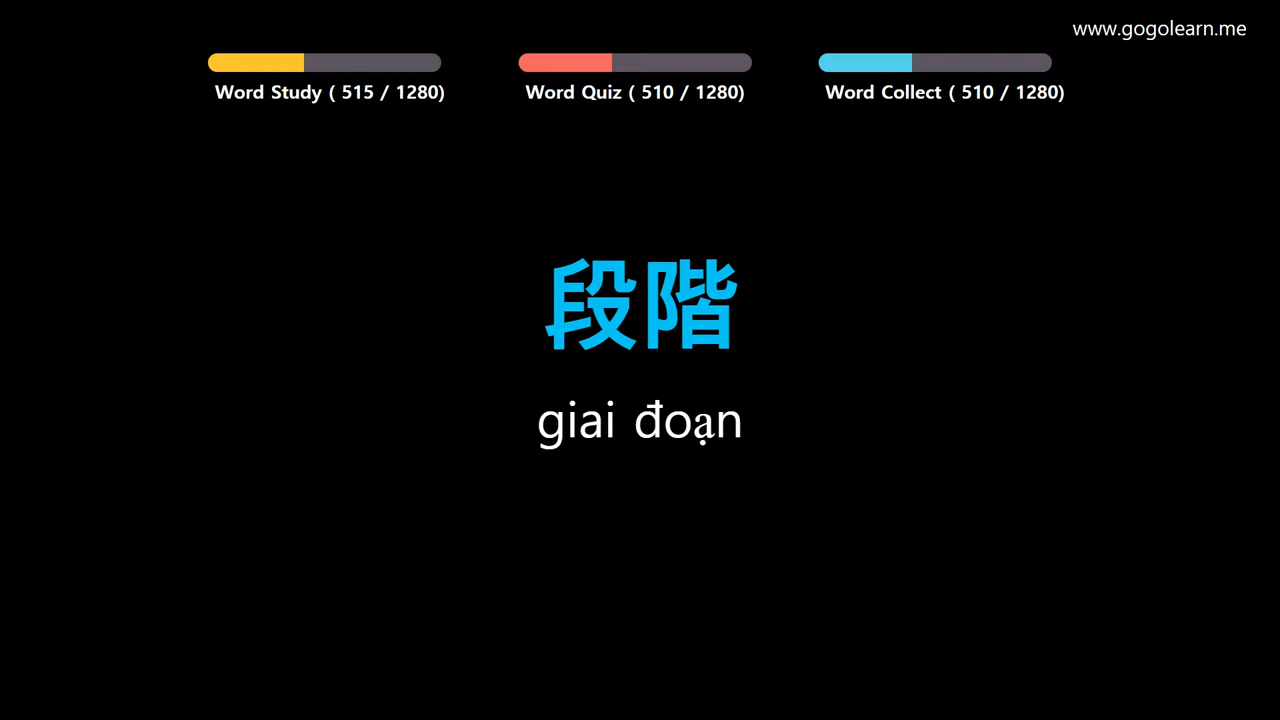 www.gogolearn.me
Word Study ( 515 / 1280)
Word Quiz ( 510 / 1280)
Word Collect ( 510 / 1280)
段階
giai đoạn